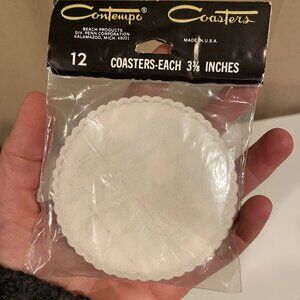 Contempo® Coasters
BEACH PRODUCTS
DIV. PENN CORPORATION
KALAMAZOO, MICH. 49001
MADE IN U.S.A.
12 COASTERS-EACH 3¾ INCHES